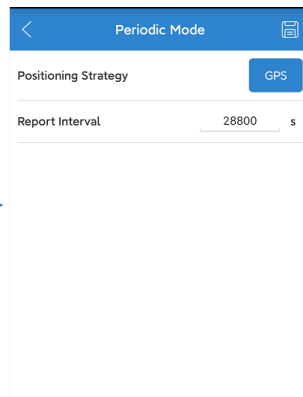 Periodic Mode
Positioning Strategy GPS
Report Interval 28800 s